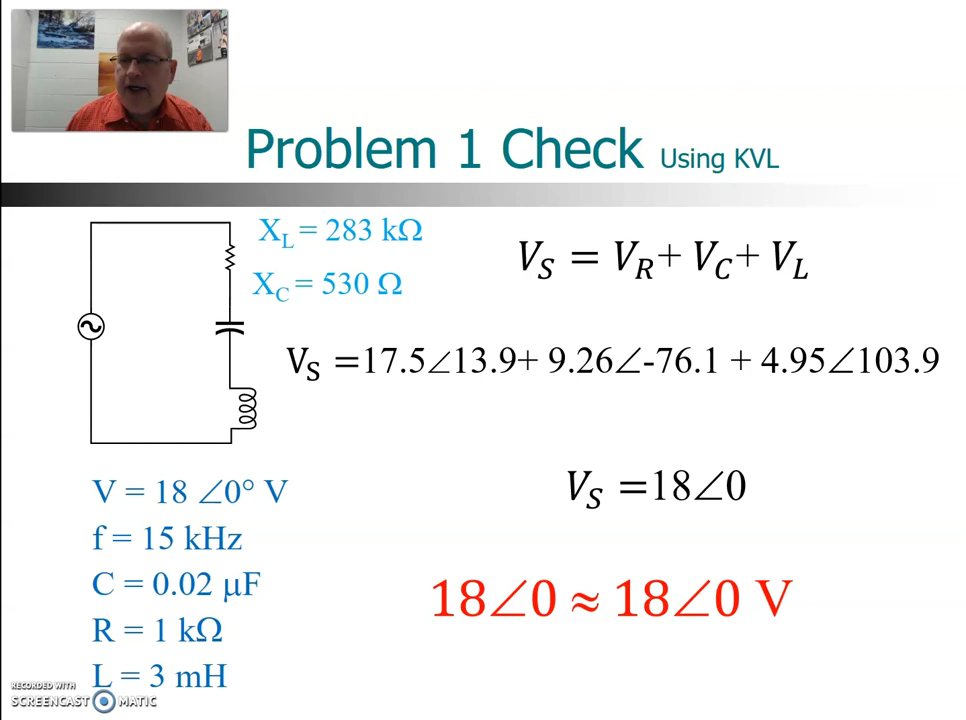 Problem 1 Check Using KVL
X_L = 283 kΩ
X_C = 530 Ω
V_S = V_R + V_C + V_L
V_S = 17.5∠13.9+ 9.26∠-76.1 + 4.95∠103.9
V_S = 18∠0
18∠0 ≈ 18∠0 V
V = 18 ∠0° V
f = 15 kHz
C = 0.02 μF
R = 1 kΩ
L = 3 mH
RECORDED WITH
SCREENCAST MATIC